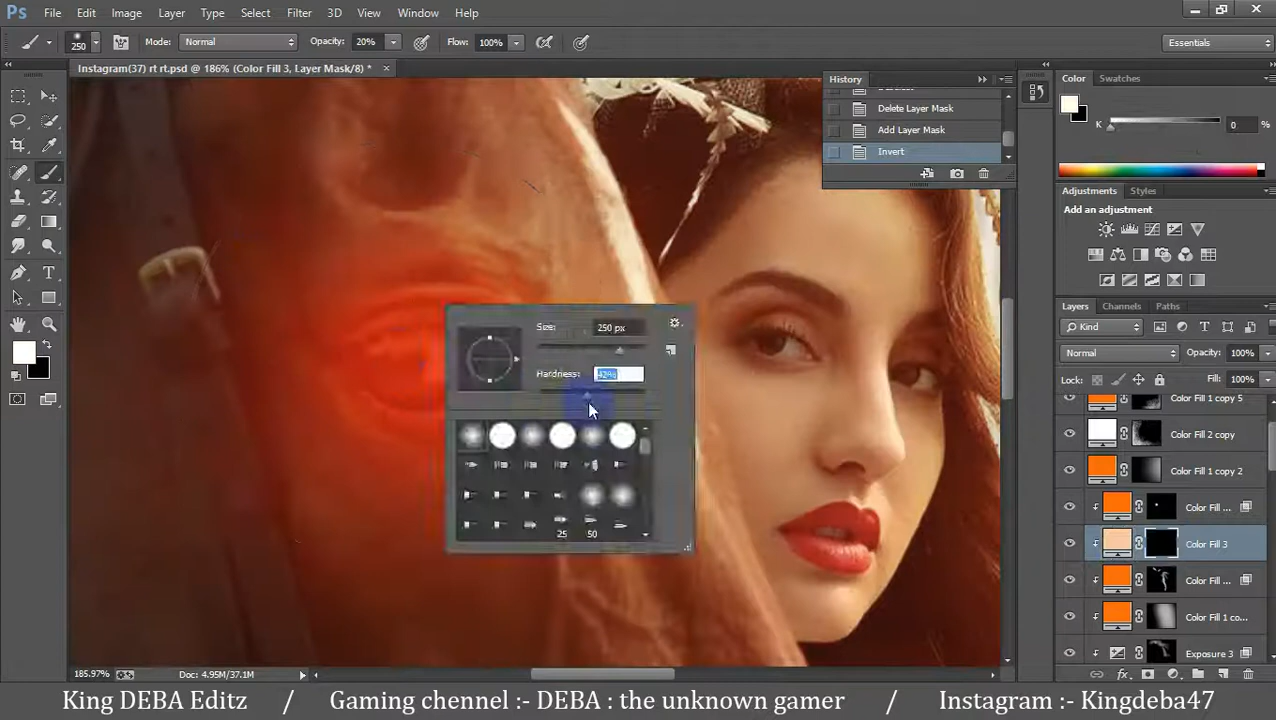 Ps File Edit Image Layer Type Select Filter 3D View Window Help
250 Mode: Normal Opacity: 20% Flow: 100% Essentials
Instagram(37) rt rt.psd @ 186% (Color Fill 3, Layer Mask/8) * ×
History
Delete Layer Mask
Add Layer Mask
Invert
Color Swatches
K 0 %
Adjustments Styles
Add an adjustment
Size: 250 px
Hardness:
25 50
Layers Channels Paths
Kind
Normal Opacity: 100%
Lock: Fill: 100%
Color Fill 1 copy 5
Color Fill 2 copy
Color Fill 1 copy 2
Color Fill ...
Color Fill 3
Color Fill ...
Color Fill 1 co...
Exposure 3
185.97% Doc: 4.95M/37.1M
King DEBA Editz / Gaming chennel :- DEBA : the unknown gamer / Instagram :- Kingdeba47